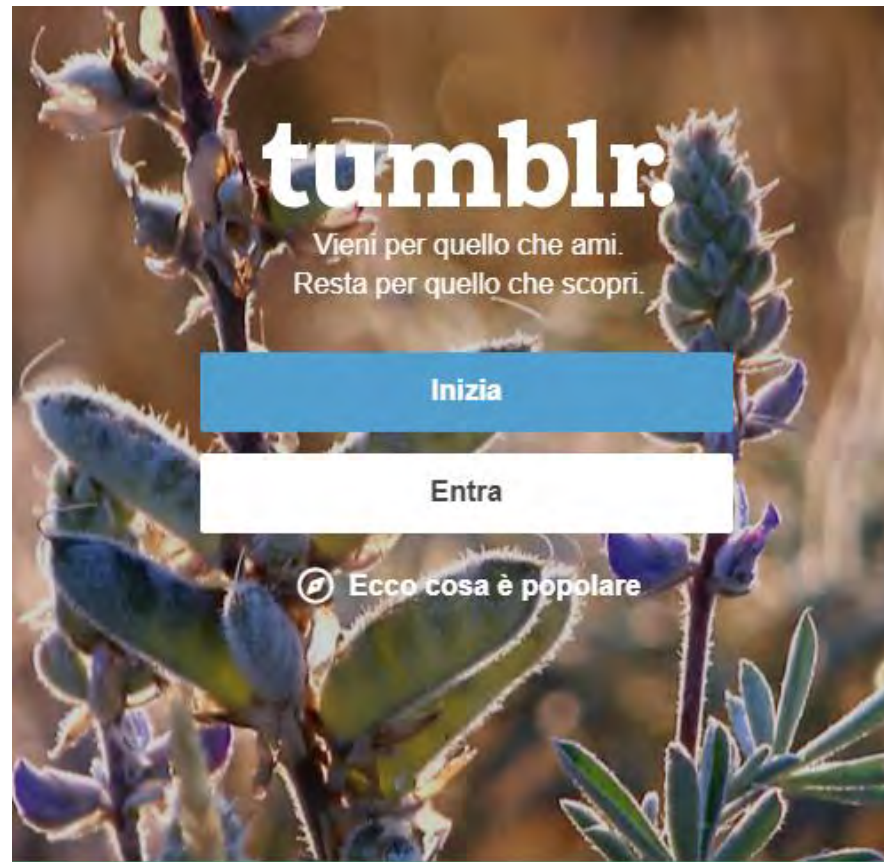 tumblr.
Vieni per quello che ami.
Resta per quello che scopri.
Inizia
Entra
Ecco cosa è popolare